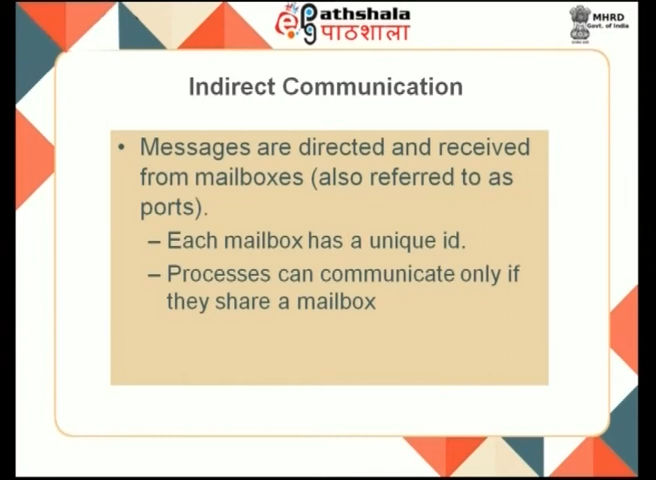 ePathshala
पाठशाला
MHRD
Govt. of India
Indirect Communication
• Messages are directed and received
from mailboxes (also referred to as
ports).
– Each mailbox has a unique id.
– Processes can communicate only if
they share a mailbox